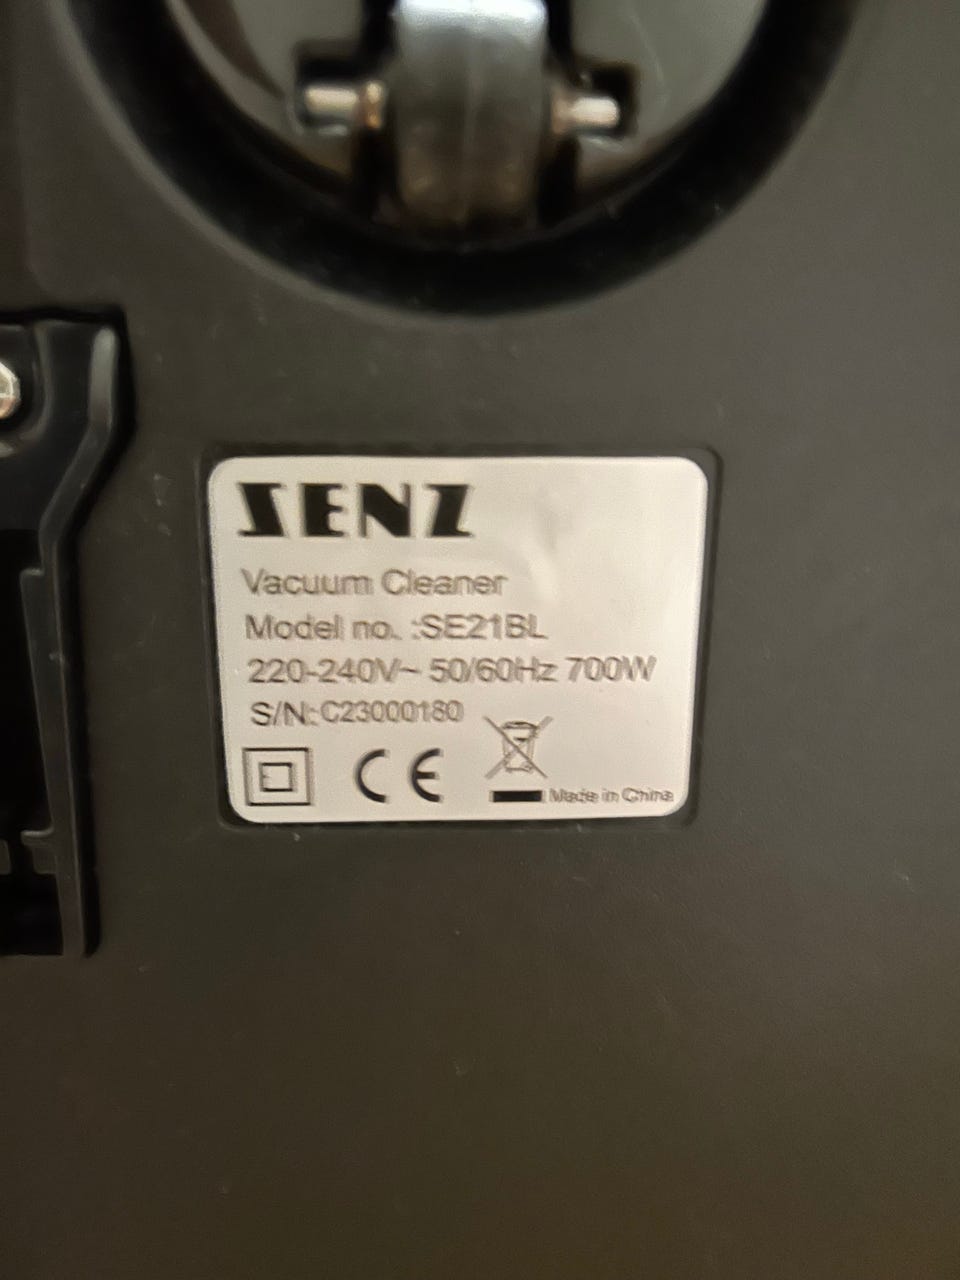 SENZ
Vacuum Cleaner
Model no. :SE21BL
220-240V~ 50/60Hz 700W
S/N:C23000180
CE
Made in China